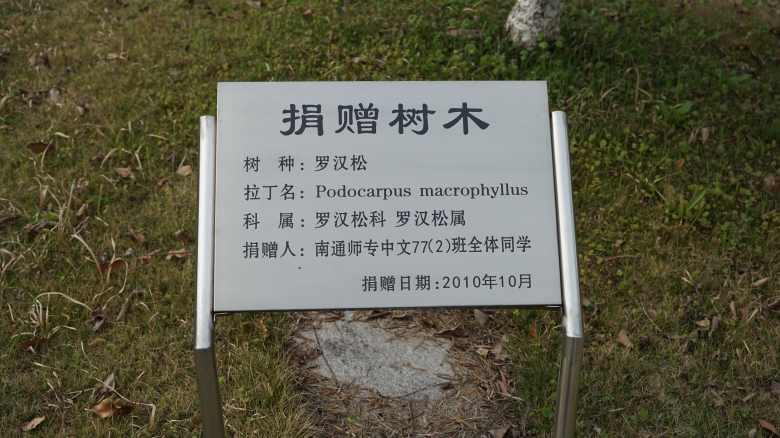 捐赠树木
树 种：罗汉松
拉丁名：Podocarpus macrophyllus
科 属：罗汉松科 罗汉松属
捐赠人：南通师专中文77(2)班全体同学
捐赠日期:2010年10月